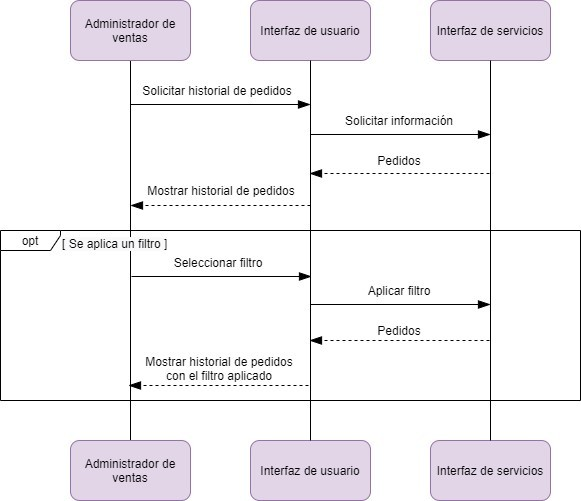 Administrador de
ventas
Interfaz de usuario
Interfaz de servicios
Solicitar historial de pedidos
Solicitar información
Pedidos
Mostrar historial de pedidos
opt
[ Se aplica un filtro ]
Seleccionar filtro
Aplicar filtro
Pedidos
Mostrar historial de pedidos
con el filtro aplicado
Administrador de
ventas
Interfaz de usuario
Interfaz de servicios